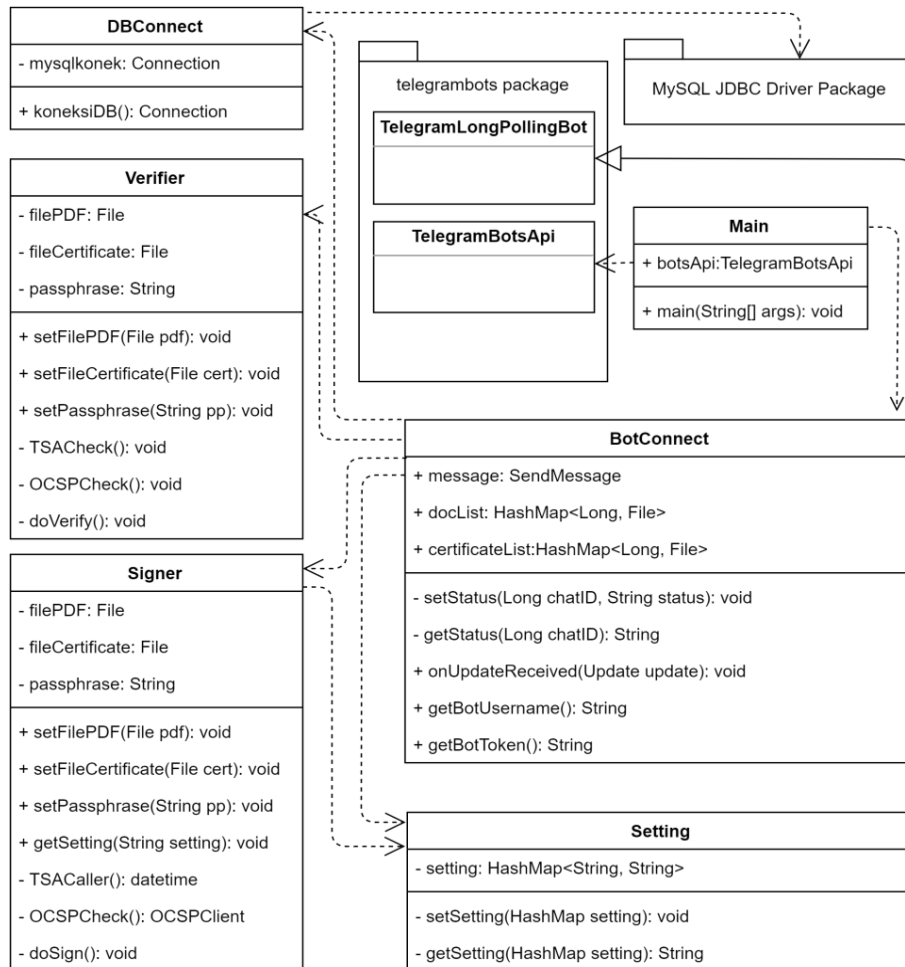 DBConnect
- mysqlkonek: Connection
+ koneksiDB(): Connection
telegrambots package
TelegramLongPollingBot
TelegramBotsApi
MySQL JDBC Driver Package
Main
+ botsApi:TelegramBotsApi
+ main(String[] args): void
Verifier
- filePDF: File
- fileCertificate: File
- passphrase: String
+ setFilePDF(File pdf): void
+ setFileCertificate(File cert): void
+ setPassphrase(String pp): void
- TSACheck(): void
- OCSPCheck(): void
- doVerify(): void
BotConnect
+ message: SendMessage
+ docList: HashMap<Long, File>
+ certificateList:HashMap<Long, File>
- setStatus(Long chatID, String status): void
- getStatus(Long chatID): String
+ onUpdateReceived(Update update): void
+ getBotUsername(): String
+ getBotToken(): String
Signer
- filePDF: File
- fileCertificate: File
- passphrase: String
+ setFilePDF(File pdf): void
+ setFileCertificate(File cert): void
+ setPassphrase(String pp): void
+ getSetting(String setting): void
- TSACaller(): datetime
- OCSPCheck(): OCSPClient
- doSign(): void
Setting
- setting: HashMap<String, String>
- setSetting(HashMap setting): void
- getSetting(HashMap setting): String